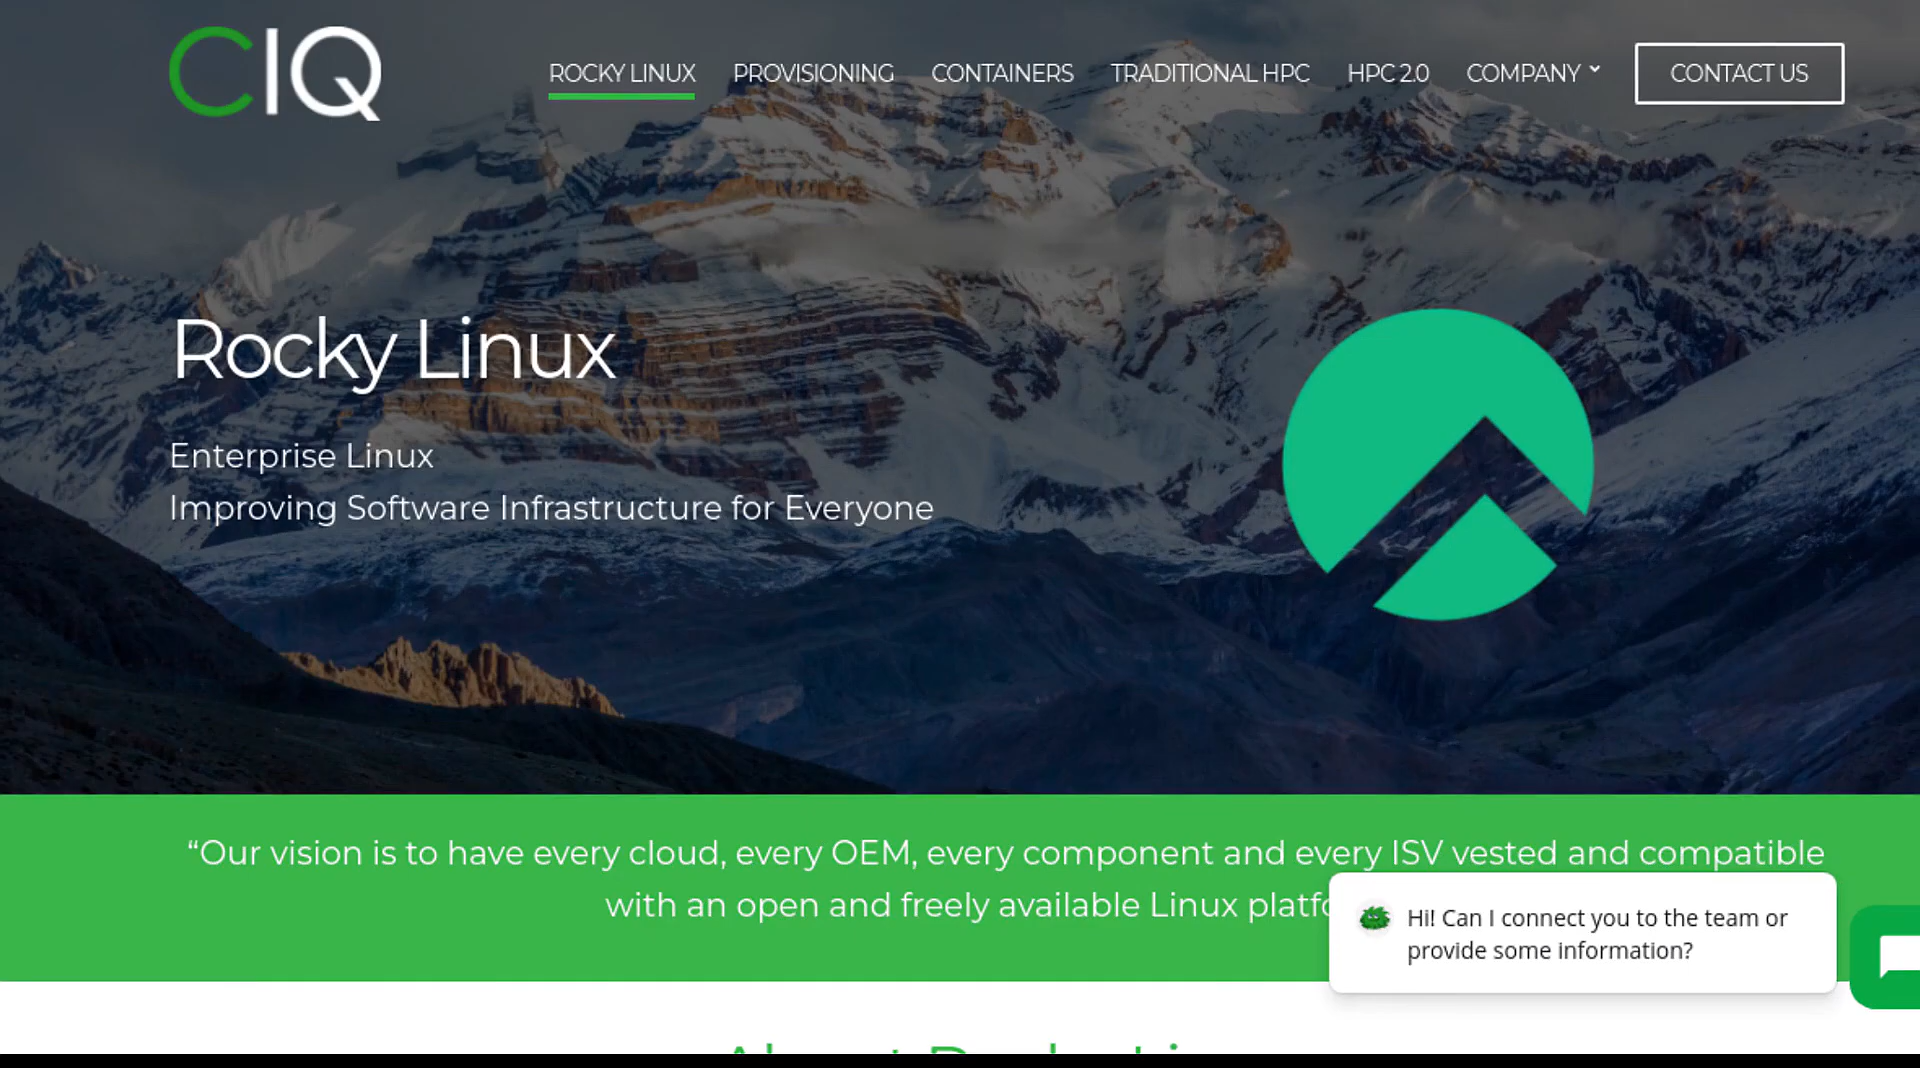 CIQ
ROCKY LINUX PROVISIONING CONTAINERS TRADITIONAL HPC HPC 2.0 COMPANY CONTACT US
Rocky Linux
Enterprise Linux
Improving Software Infrastructure for Everyone
“Our vision is to have every cloud, every OEM, every component and every ISV vested and compatible
with an open and freely available Linux
Hi! Can I connect you to the team or
provide some information?